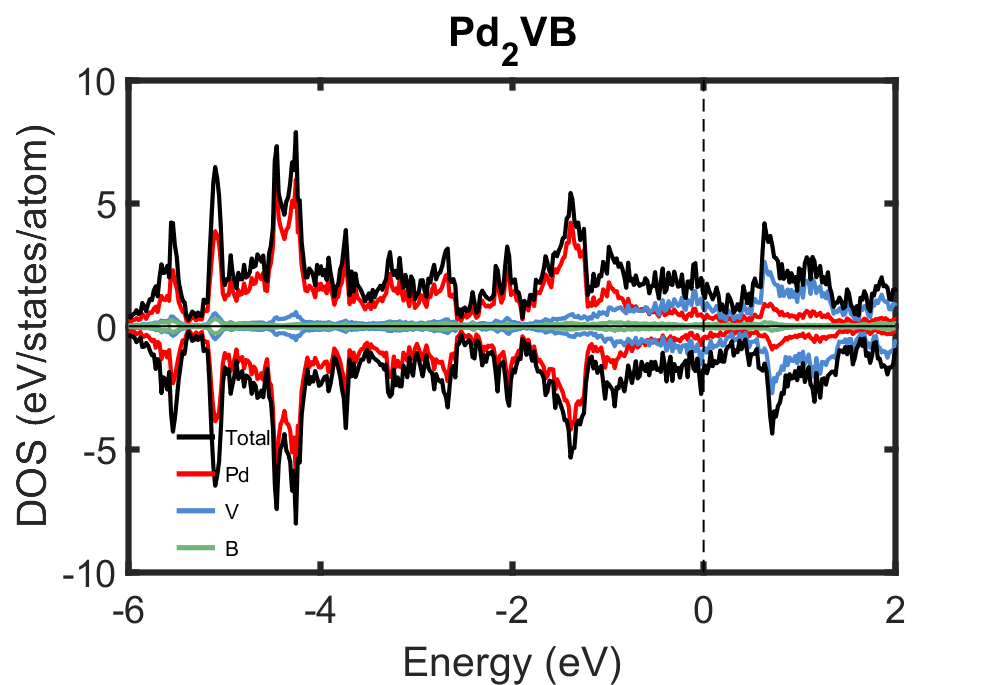 Pd₂VB
10
5
0
-5
-10
DOS (eV/states/atom)
Total
Pd
V
B
-6 -4 -2 0 2
Energy (eV)